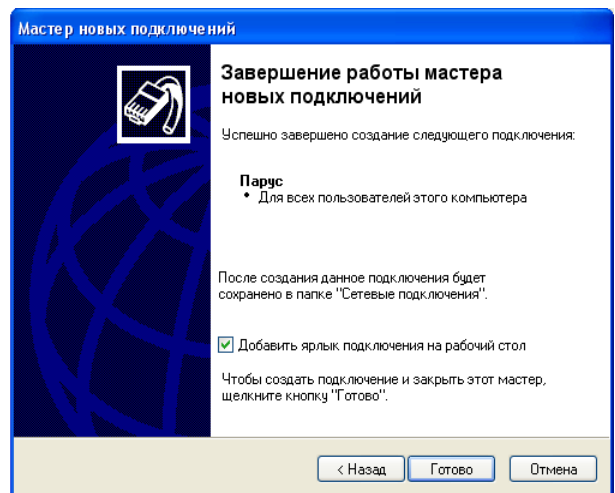 Мастер новых подключений
Завершение работы мастера
новых подключений
Успешно завершено создание следующего подключения:
Парус
• Для всех пользователей этого компьютера
После создания данное подключения будет
сохранено в папке "Сетевые подключения".
Добавить ярлык подключения на рабочий стол
Чтобы создать подключение и закрыть этот мастер,
щелкните кнопку "Готово".
< Назад Готово Отмена